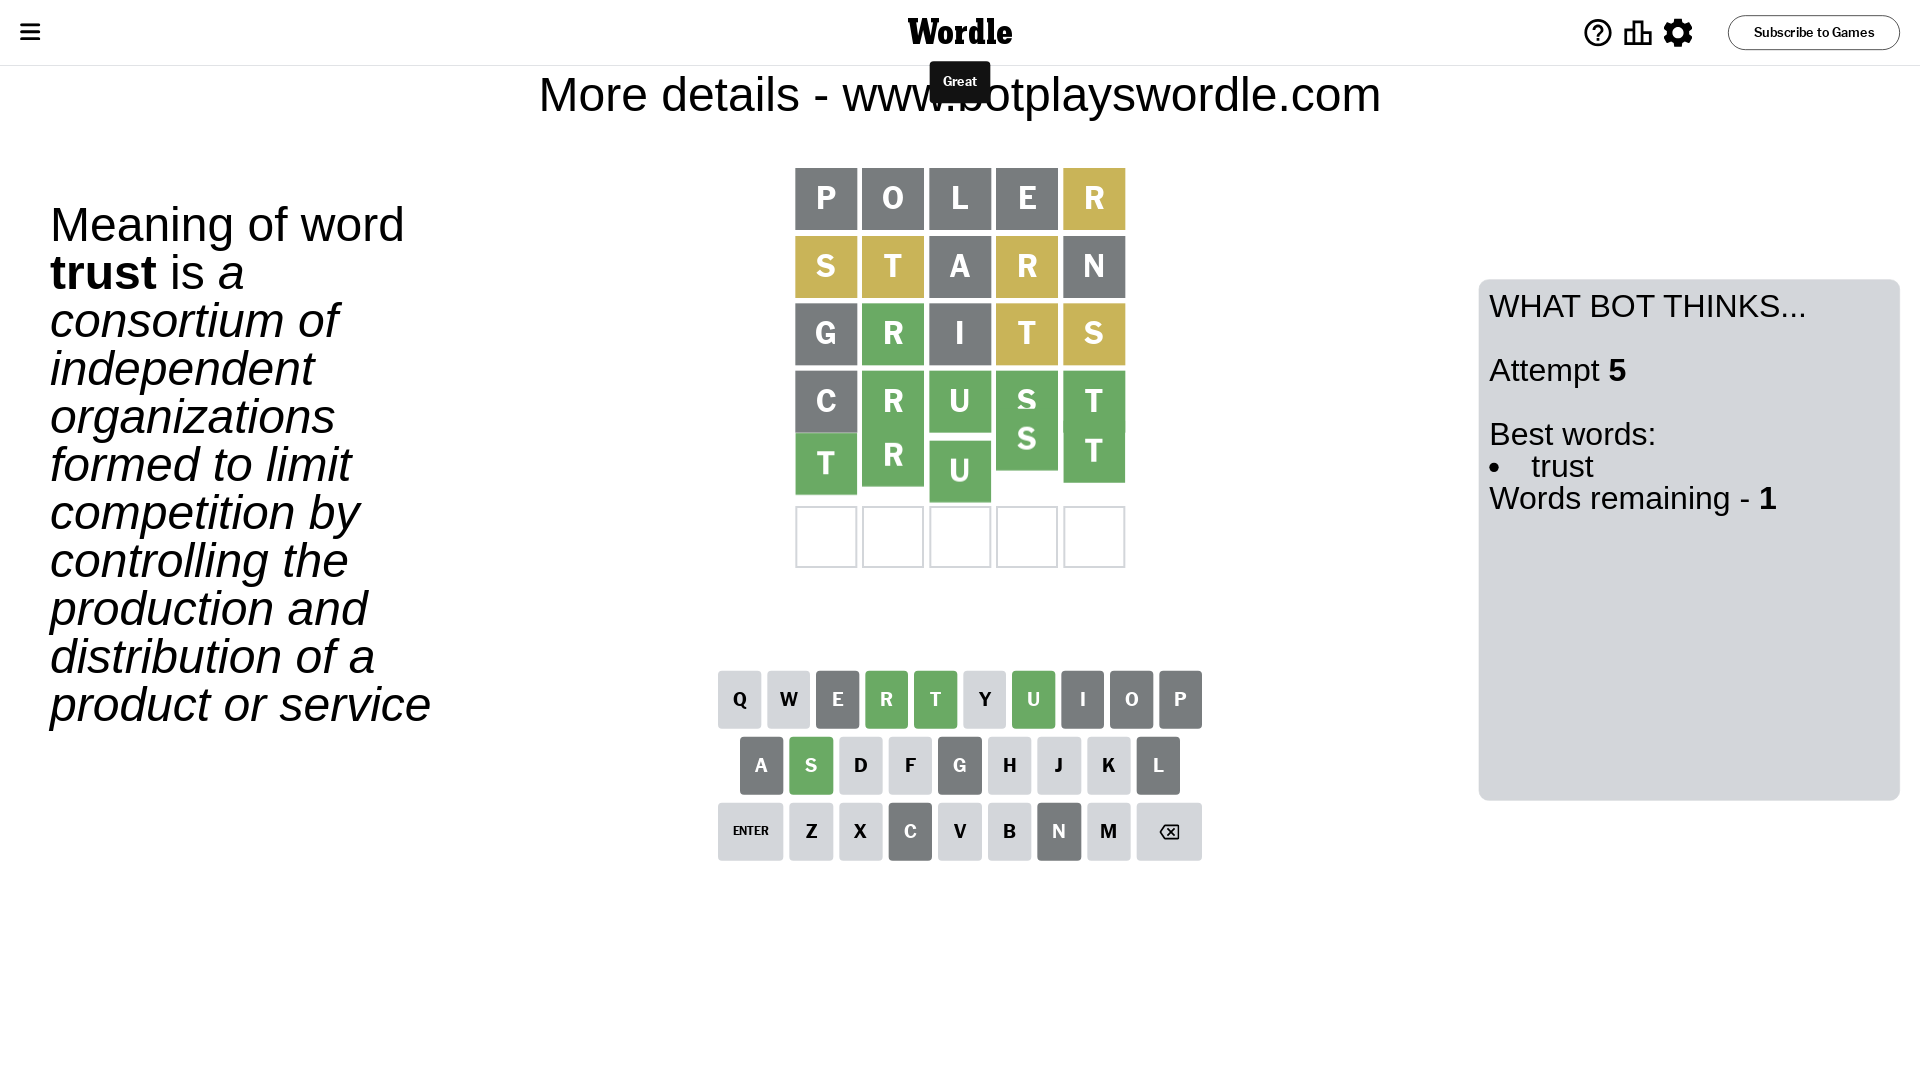 Wordle
Subscribe to Games
Great
More details - www.botplayswordle.com
Meaning of word
trust is a
consortium of
independent
organizations
formed to limit
competition by
controlling the
production and
distribution of a
product or service
P O L E R
S T A R N
G R I T S
C R U S T
T R U S T
WHAT BOT THINKS...
Attempt 5
Best words:
• trust
Words remaining - 1
Q W E R T Y U I O P
A S D F G H J K L
ENTER Z X C V B N M